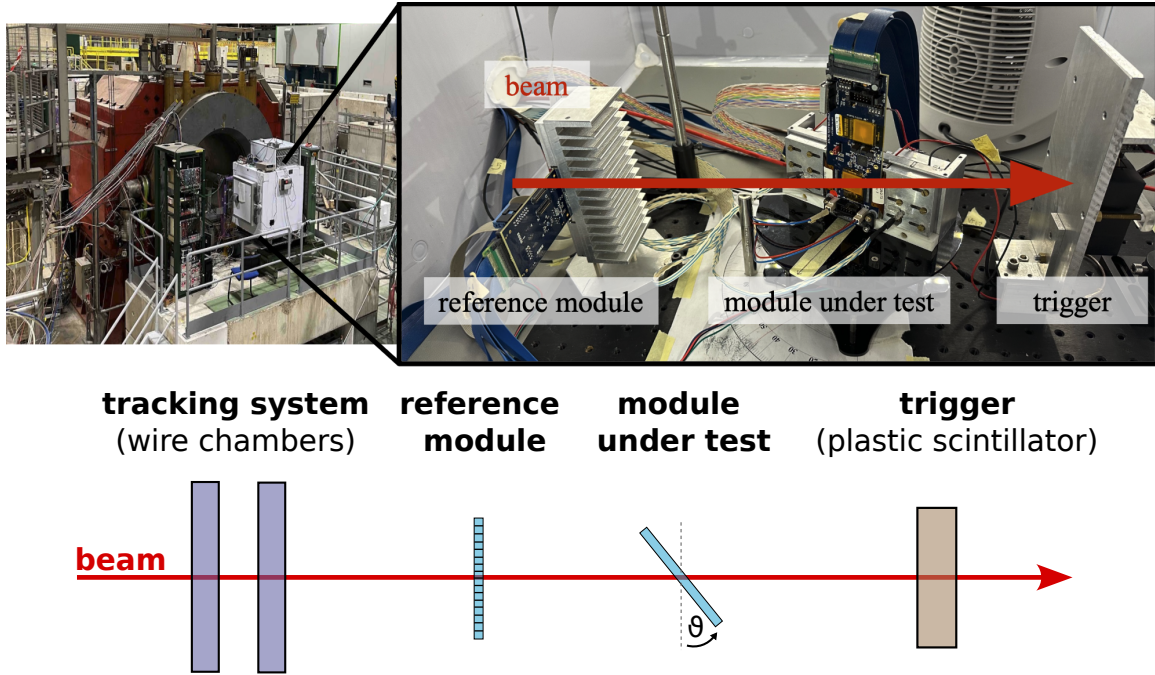 beam
reference module
module under test
trigger
tracking system
(wire chambers)
reference
module
module
under test
trigger
(plastic scintillator)
beam
ϑ